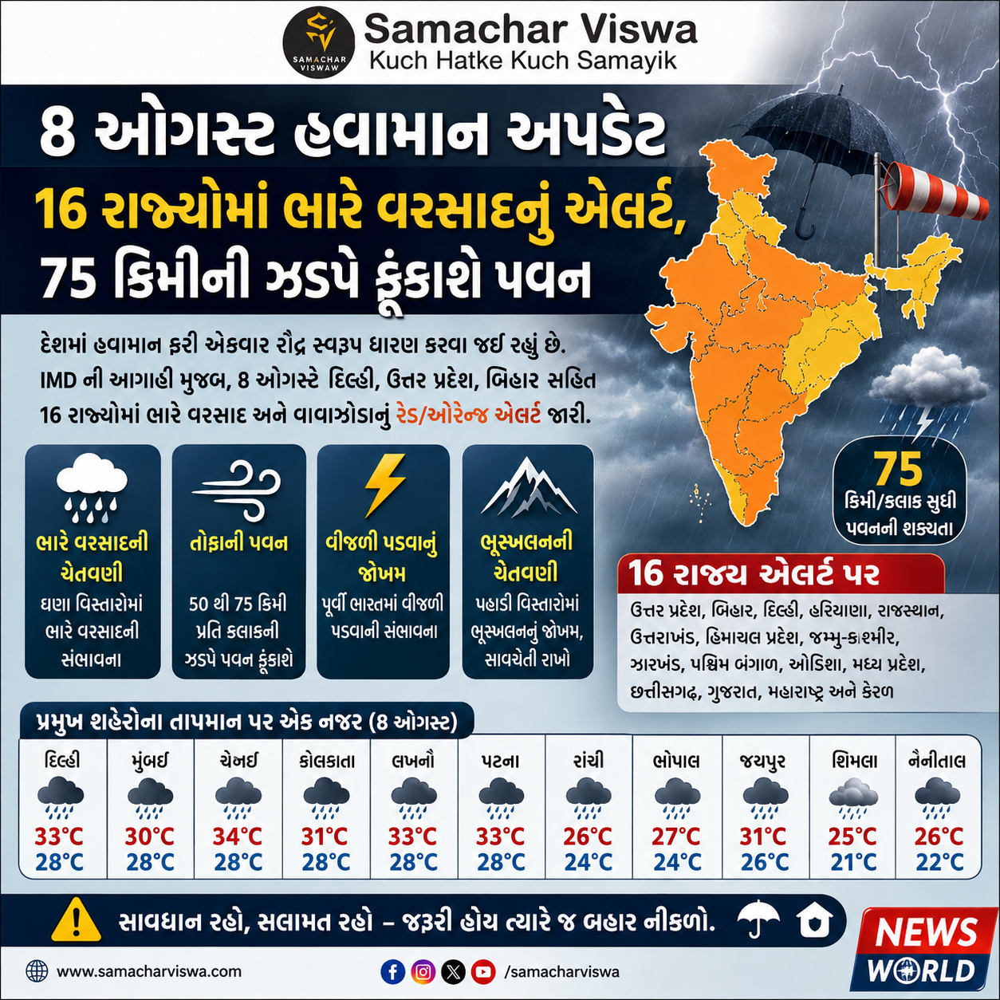 SAMACHAR
VISWAW
Samachar Viswa
Kuch Hatke Kuch Samayik
8 ઓગસ્ટ હવામાન અપડેટ
16 રાજ્યોમાં ભારે વરસાદનું એલર્ટ,
75 કિમીની ઝડપે ફૂંકાશે પવન
દેશમાં હવામાન ફરી એકવાર રૌદ્ર સ્વરૂપ ધારણ કરવા જઈ રહ્યું છે.
IMD ની આગાહી મુજબ, 8 ઓગસ્ટે દિલ્હી, ઉત્તર પ્રદેશ, બિહાર સહિત
16 રાજ્યોમાં ભારે વરસાદ અને વાવાઝોડાનું રેડ/ઓરેન્જ એલર્ટ જારી.
ભારે વરસાદની
ચેતવણી
ઘણા વિસ્તારોમાં
ભારે વરસાદની
સંભાવના
તોફાની પવન
50 થી 75 કિમી
પ્રતિ કલાકની
ઝડપે પવન ફૂંકાશે
વીજળી પડવાનું
જોખમ
પૂર્વી ભારતમાં વીજળી
પડવાની સંભાવના
ભૂસ્ખલનની
ચેતવણી
પહાડી વિસ્તારોમાં
ભૂસ્ખલનનું જોખમ,
સાવચેતી રાખો
75
કિમી/કલાક સુધી
પવનની શક્યતા
16 રાજ્ય એલર્ટ પર
ઉત્તર પ્રદેશ, બિહાર, દિલ્હી, હરિયાણા, રાજસ્થાન,
ઉત્તરાખંડ, હિમાચલ પ્રદેશ, જમ્મુ-કાશ્મીર,
ઝારખંડ, પશ્ચિમ બંગાળ, ઓડિશા, મધ્ય પ્રદેશ,
છત્તીસગઢ, ગુજરાત, મહારાષ્ટ્ર અને કેરળ
પ્રમુખ શહેરોના તાપમાન પર એક નજર (8 ઓગસ્ટ)
દિલ્હી મુંબઈ ચેન્નઈ કોલકાતા લખનૌ પટના રાંચી ભોપાલ જયપુર શિમલા નૈનીતાલ
33°C 30°C 34°C 31°C 33°C 33°C 26°C 27°C 31°C 25°C 26°C
28°C 28°C 28°C 28°C 28°C 28°C 24°C 24°C 26°C 21°C 22°C
સાવધાન રહો, સલામત રહો – જરૂરી હોય ત્યારે જ બહાર નીકળો.
www.samacharviswa.com
/samacharviswa
NEWS
WORLD